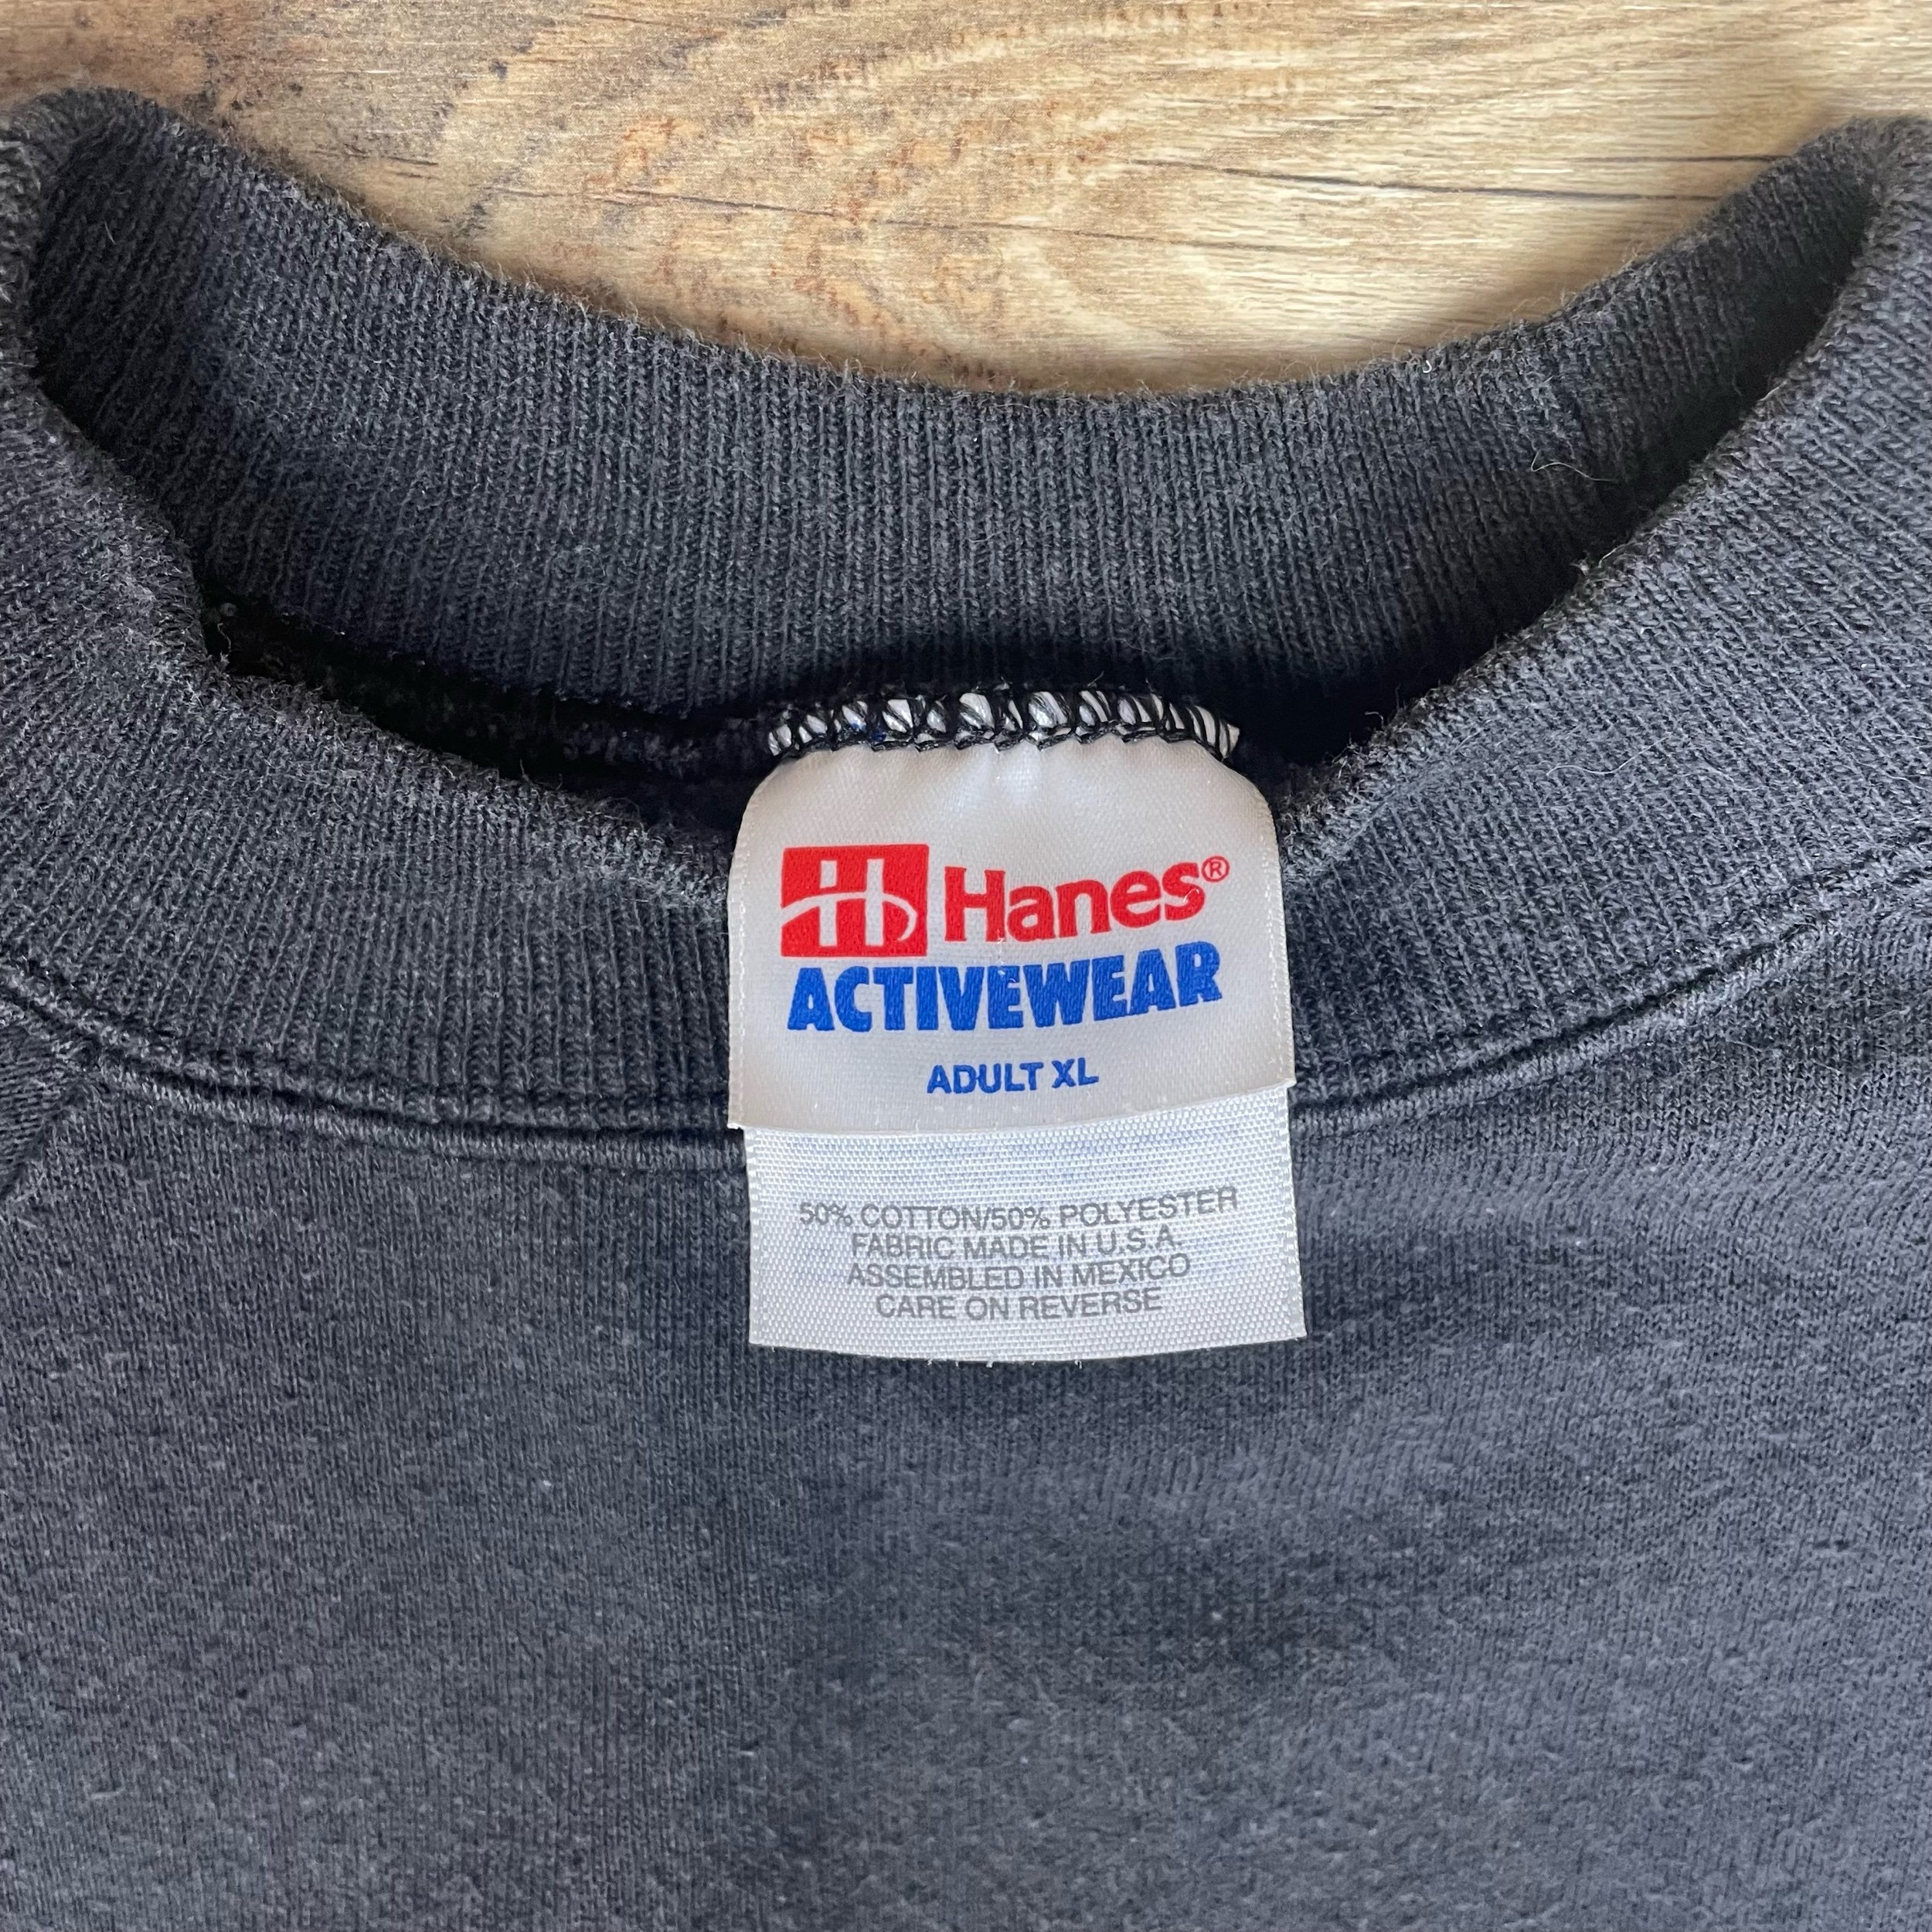 H Hanes®
ACTIVEWEAR
ADULT XL
50% COTTON/50% POLYESTER
FABRIC MADE IN U.S.A.
ASSEMBLED IN MEXICO
CARE ON REVERSE